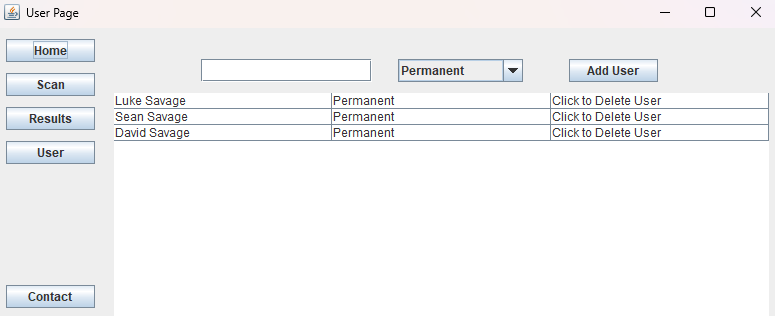 User Page
Home
Scan
Results
User
Contact
Permanent
Add User
Luke Savage Permanent Click to Delete User
Sean Savage Permanent Click to Delete User
David Savage Permanent Click to Delete User